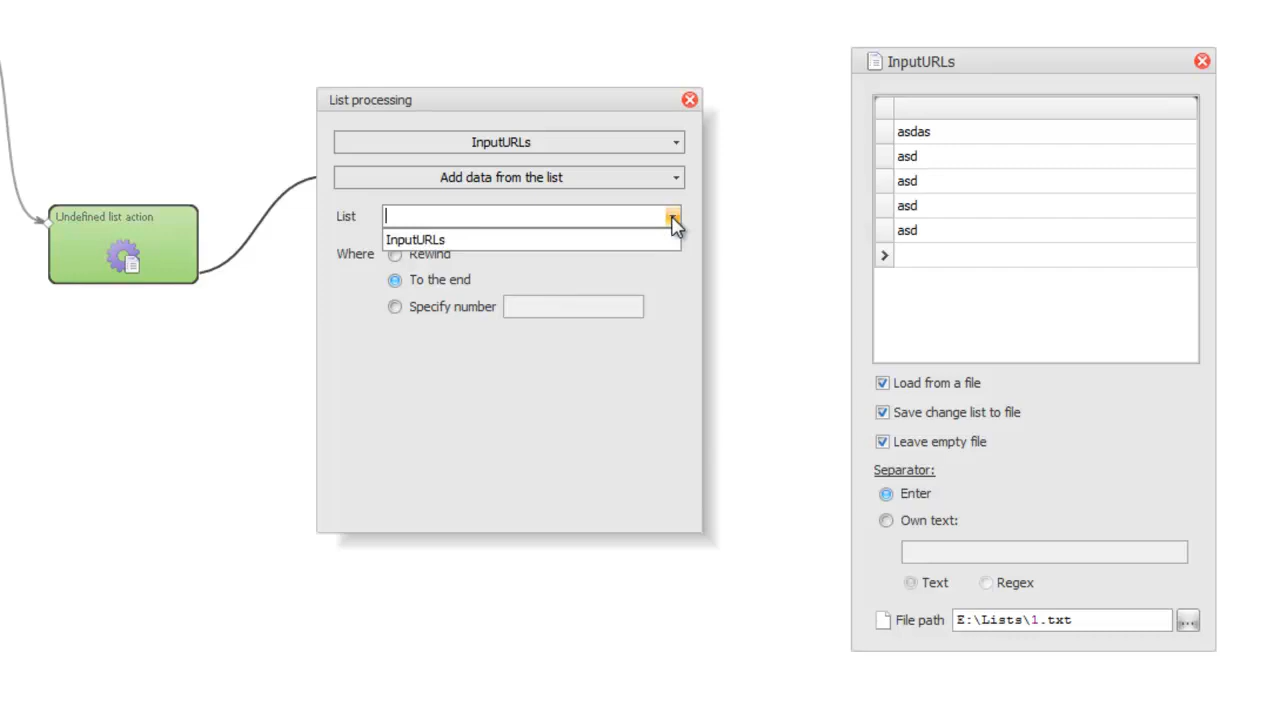 Undefined list action
List processing
InputURLs
Add data from the list
List
InputURLs
Where
Rewind
To the end
Specify number
InputURLs
asdas
asd
asd
asd
asd
Load from a file
Save change list to file
Leave empty file
Separator:
Enter
Own text:
Text Regex
File path E:\Lists\1.txt ...